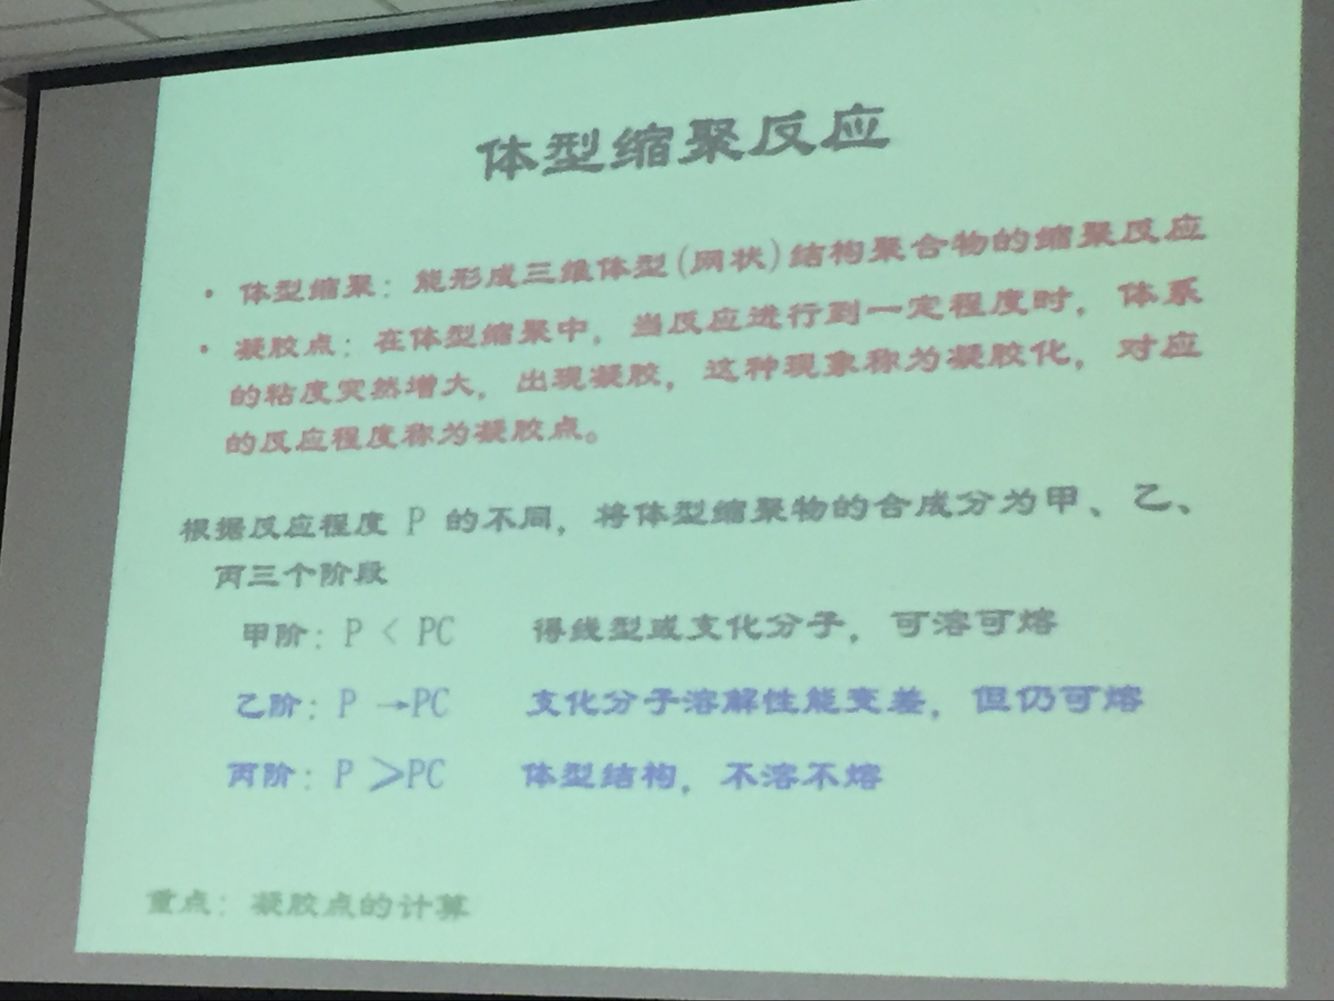 体型缩聚反应
• 体型缩聚：能形成三维体型(网状)结构聚合物的缩聚反应
• 凝胶点：在体型缩聚中，当反应进行到一定程度时，体系
的粘度突然增大，出现凝胶，这种现象称为凝胶化，对应
的反应程度称为凝胶点。
根据反应程度 P 的不同，将体型缩聚物的合成分为甲、乙、
丙三个阶段
甲阶：P < PC 得线型或支化分子，可溶可熔
乙阶：P →PC 支化分子溶解性能变差，但仍可熔
丙阶：P ＞PC 体型结构，不溶不熔
重点：凝胶点的计算